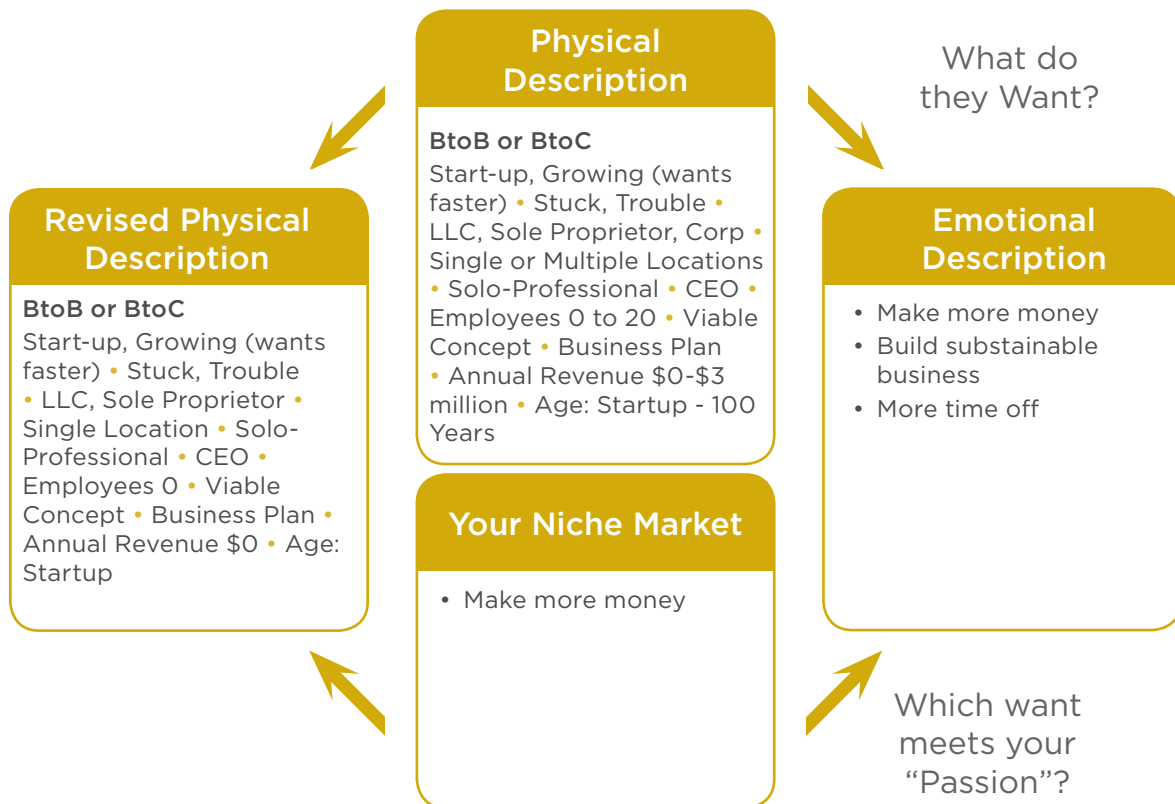 Physical
Description
BtoB or BtoC
Start-up, Growing (wants
faster) • Stuck, Trouble •
LLC, Sole Proprietor, Corp •
Single or Multiple Locations
• Solo-Professional • CEO •
Employees 0 to 20 • Viable
Concept • Business Plan
• Annual Revenue $0-$3
million • Age: Startup - 100
Years
What do
they Want?
Emotional
Description
• Make more money
• Build substainable
business
• More time off
Which want
meets your
“Passion”?
Your Niche Market
• Make more money
Revised Physical
Description
BtoB or BtoC
Start-up, Growing (wants
faster) • Stuck, Trouble
• LLC, Sole Proprietor •
Single Location • Solo-
Professional • CEO •
Employees 0 • Viable
Concept • Business Plan •
Annual Revenue $0 • Age:
Startup